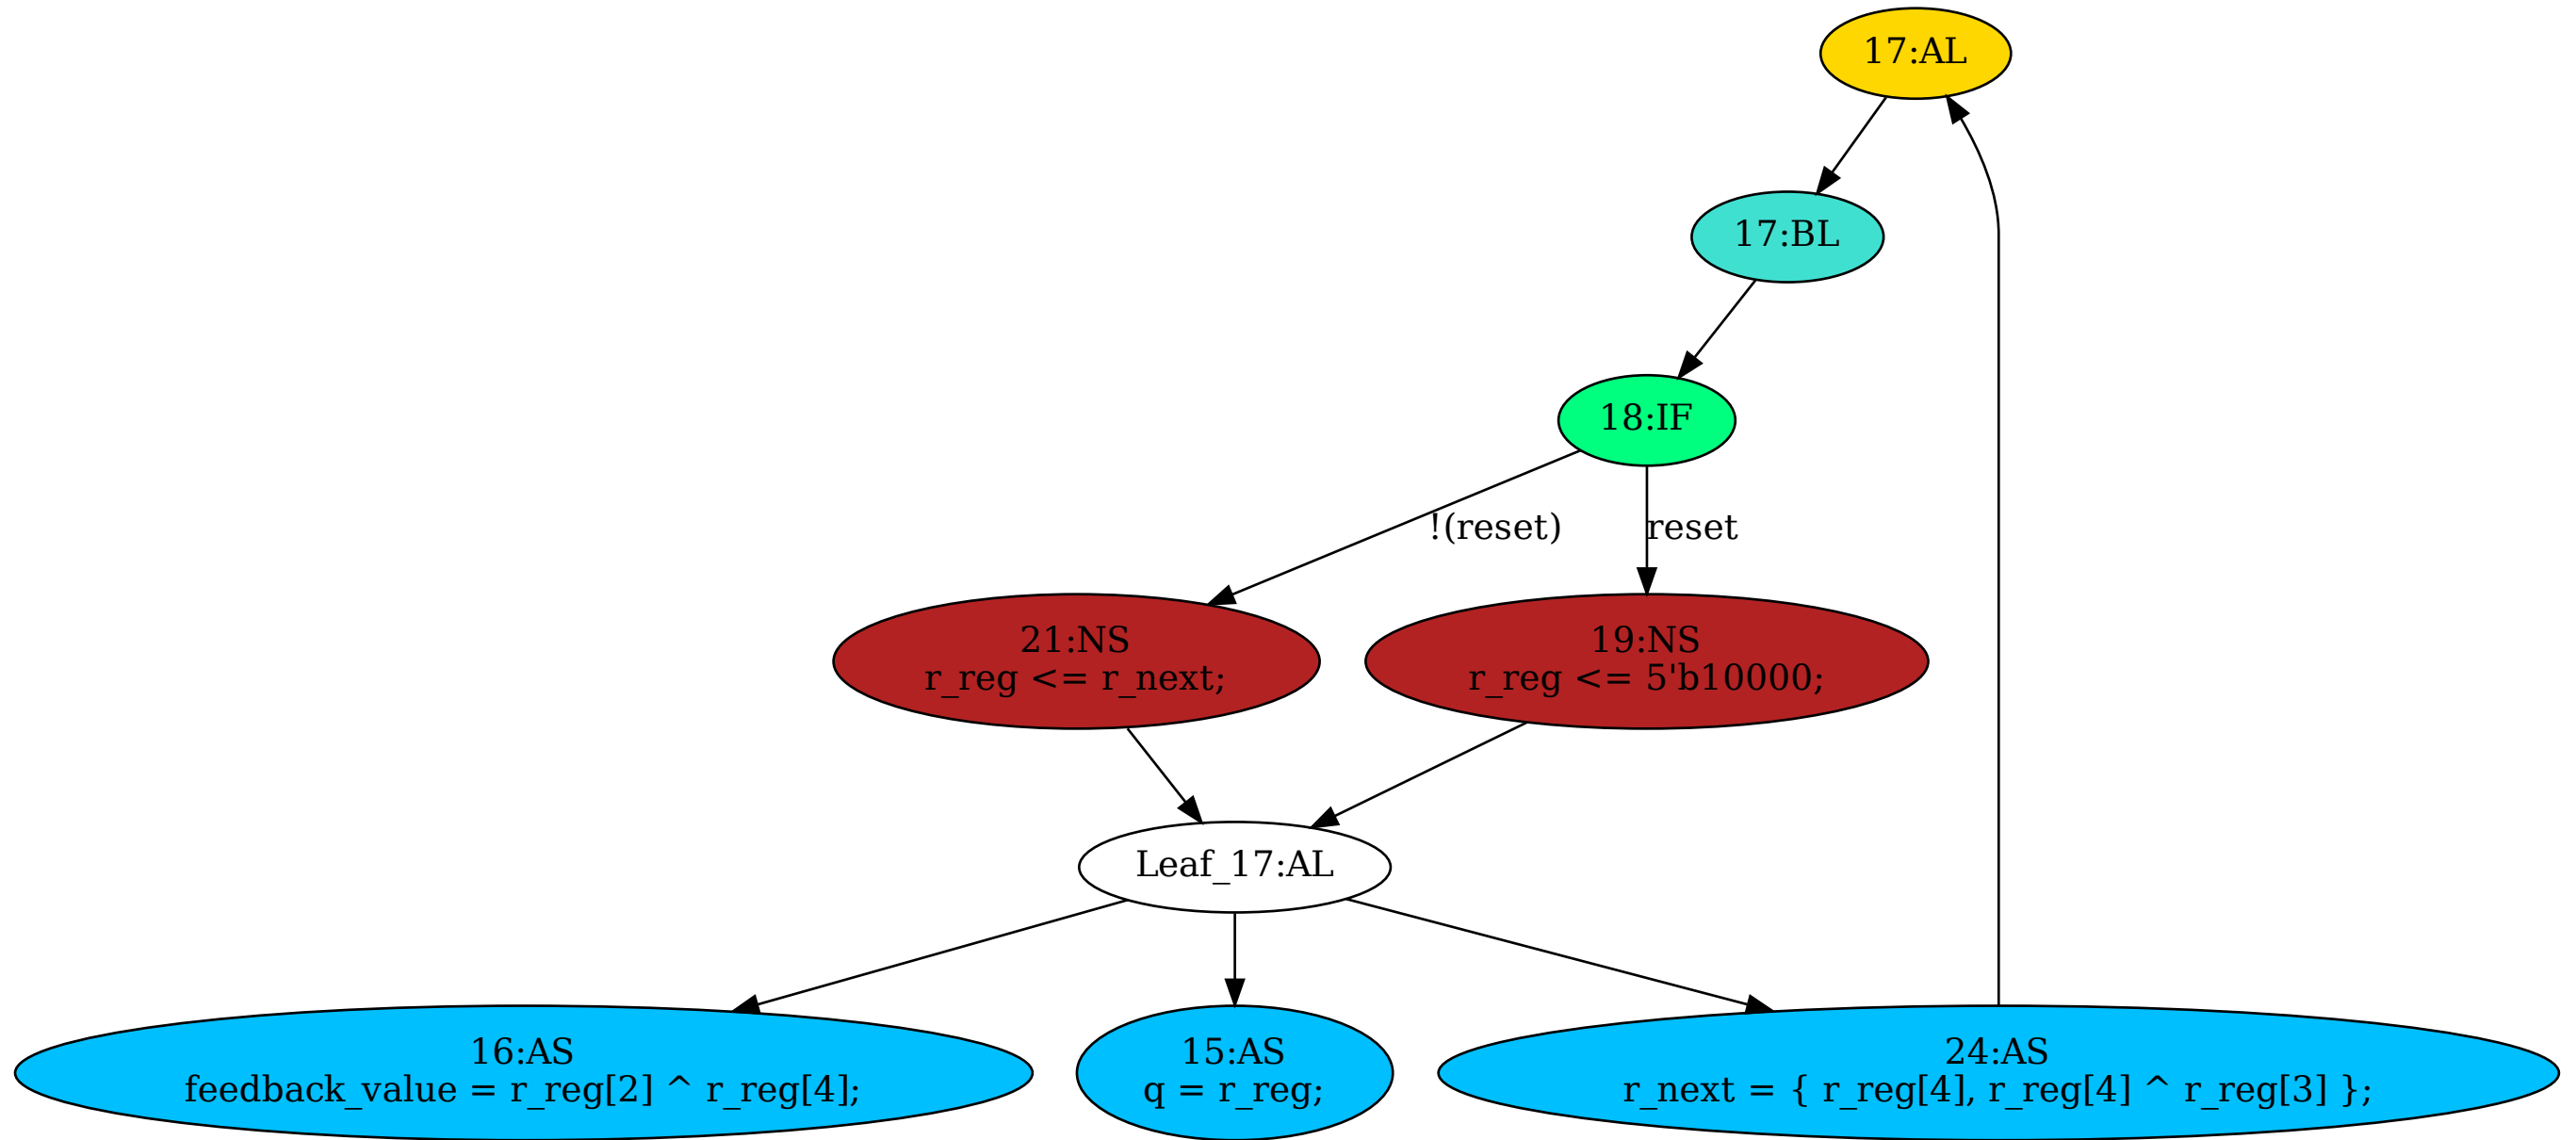 17:AL
17:BL
18:IF
!(reset)
reset
21:NS
r_reg <= r_next;
19:NS
r_reg <= 5'b10000;
Leaf_17:AL
16:AS
feedback_value = r_reg[2] ^ r_reg[4];
15:AS
q = r_reg;
24:AS
r_next = { r_reg[4], r_reg[4] ^ r_reg[3] };